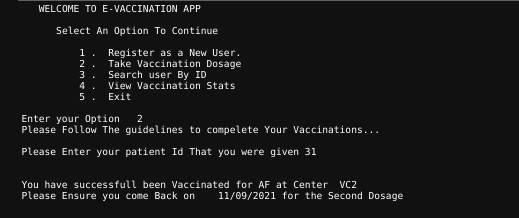 WELCOME TO E-VACCINATION APP
Select An Option To Continue
1 . Register as a New User.
2 . Take Vaccination Dosage
3 . Search user By ID
4 . View Vaccination Stats
5 . Exit
Enter your Option 2
Please Follow The guidelines to compelete Your Vaccinations...
Please Enter your patient Id That you were given 31
You have successfull been Vaccinated for AF at Center VC2
Please Ensure you come Back on 11/09/2021 for the Second Dosage